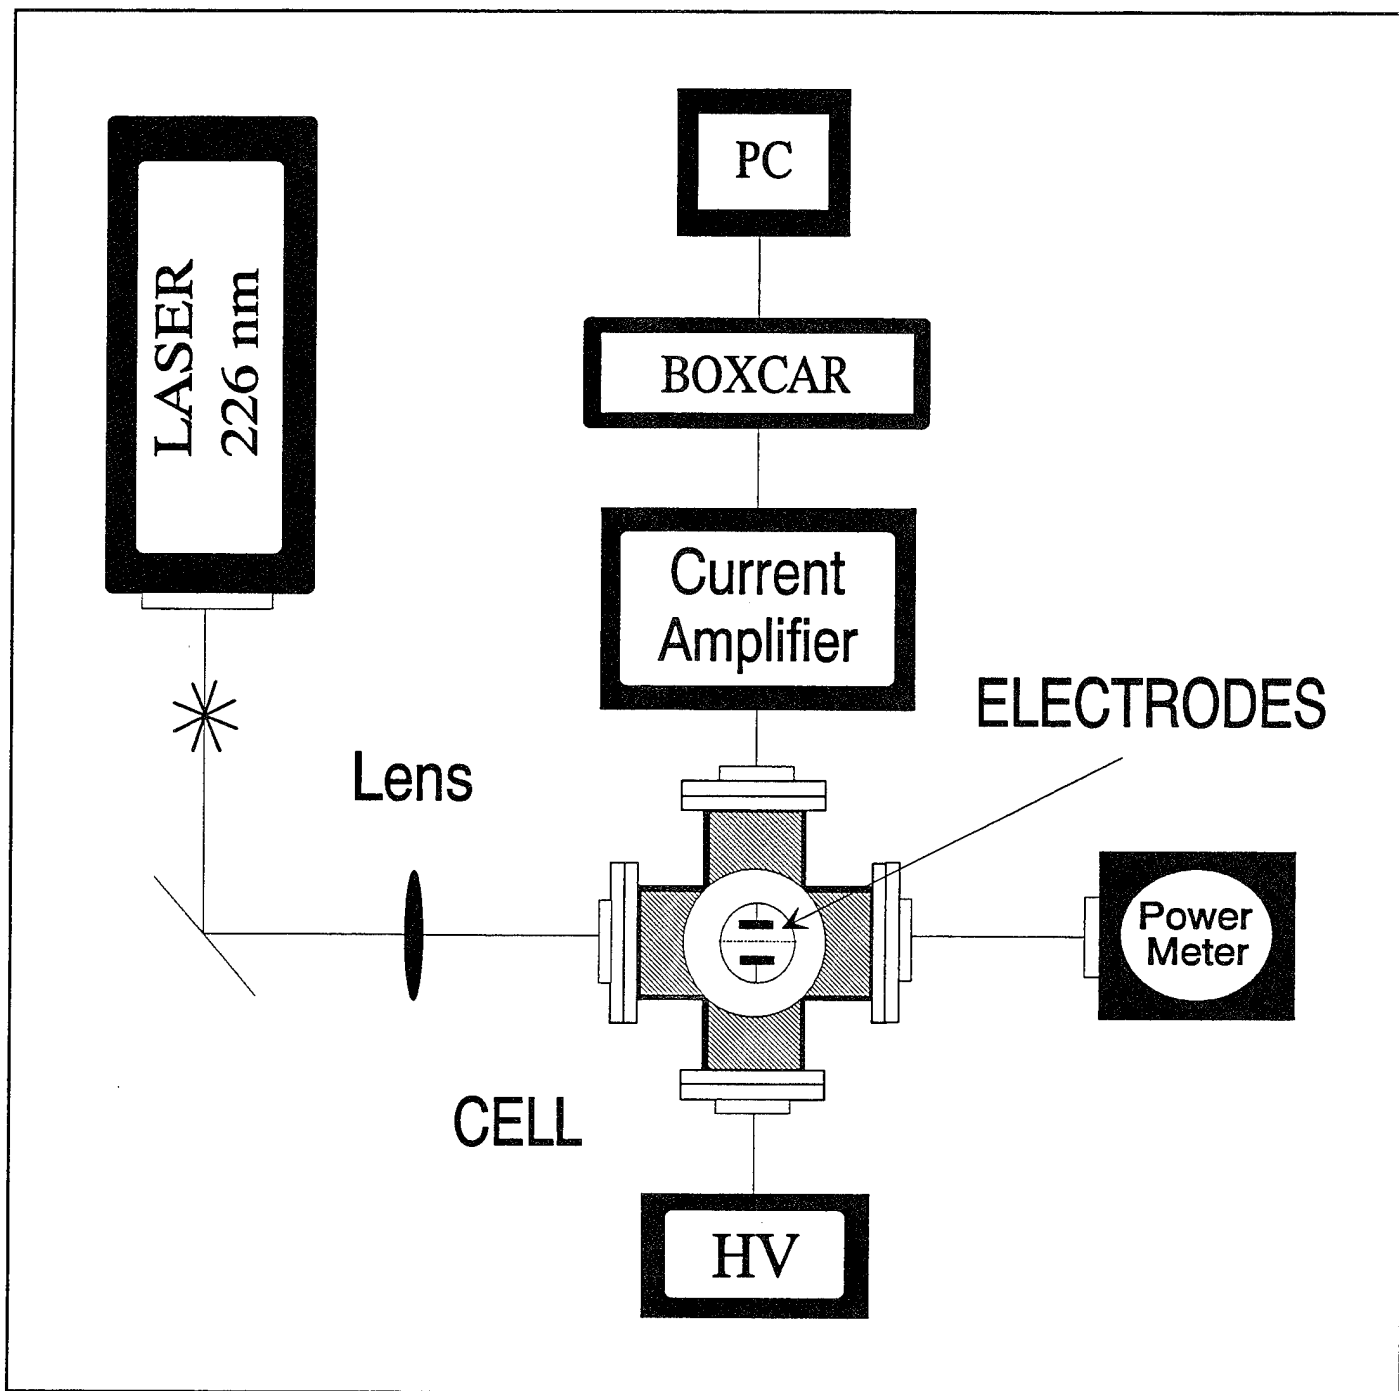 PC
LASER
226 nm
BOXCAR
Current
Amplifier
ELECTRODES
Lens
Power
Meter
CELL
HV